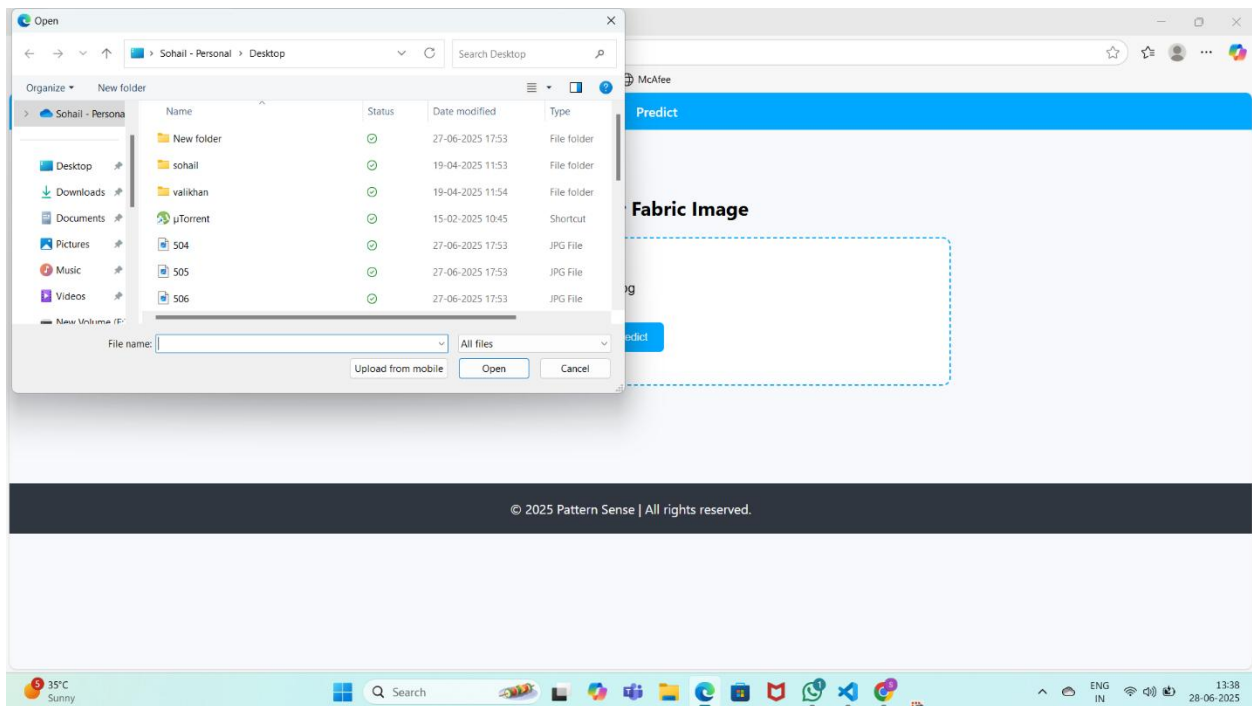 Open
Sohail - Personal > Desktop
Search Desktop
Organize
New folder
McAfee
Sohail - Persona
Name Status Date modified Type
Predict
New folder 27-06-2025 17:53 File folder
Desktop
sohail 19-04-2025 11:53 File folder
Downloads
valikhan 19-04-2025 11:54 File folder
Documents
µTorrent 15-02-2025 10:45 Shortcut
Fabric Image
Pictures
504 27-06-2025 17:53 JPG File
Music
505 27-06-2025 17:53 JPG File
Videos
506 27-06-2025 17:53 JPG File
File name:
All files
edict
Upload from mobile
Open
Cancel
© 2025 Pattern Sense | All rights reserved.
5
35°C
Sunny
Search
ENG
IN
13:38
28-06-2025